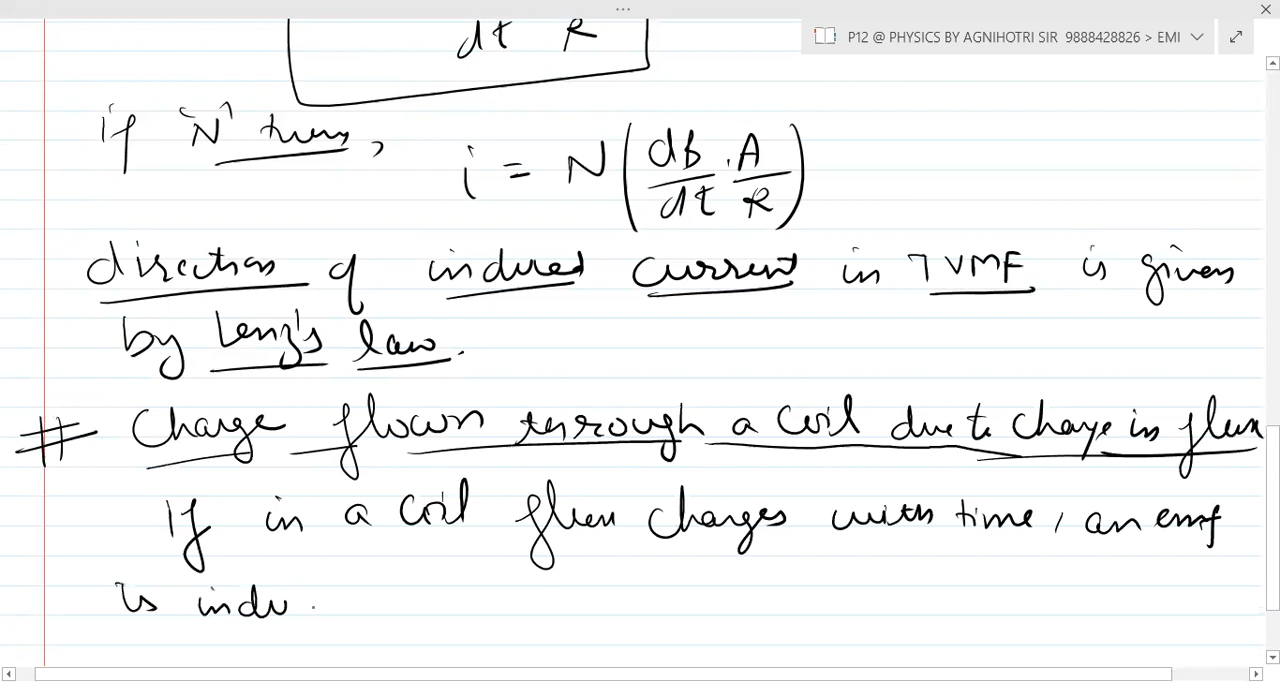 P12 @ PHYSICS BY AGNIHOTRI SIR 9888428826 > EMI
dt R
if 'N' turns, i = N(dB/dt . A/R)
direction of induced current in TVMF is given
by Lenz's law.
# Charge flown through a coil due to change in flux
If in a coil flux changes with time, an emf
is indu